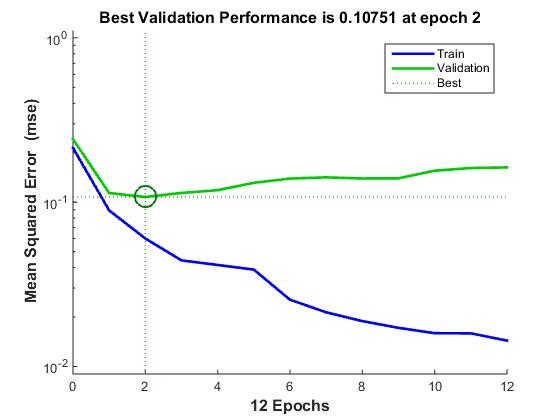 Best Validation Performance is 0.10751 at epoch 2
Mean Squared Error (mse)
10^0
10^-1
10^-2
Train
Validation
Best
0 2 4 6 8 10 12
12 Epochs